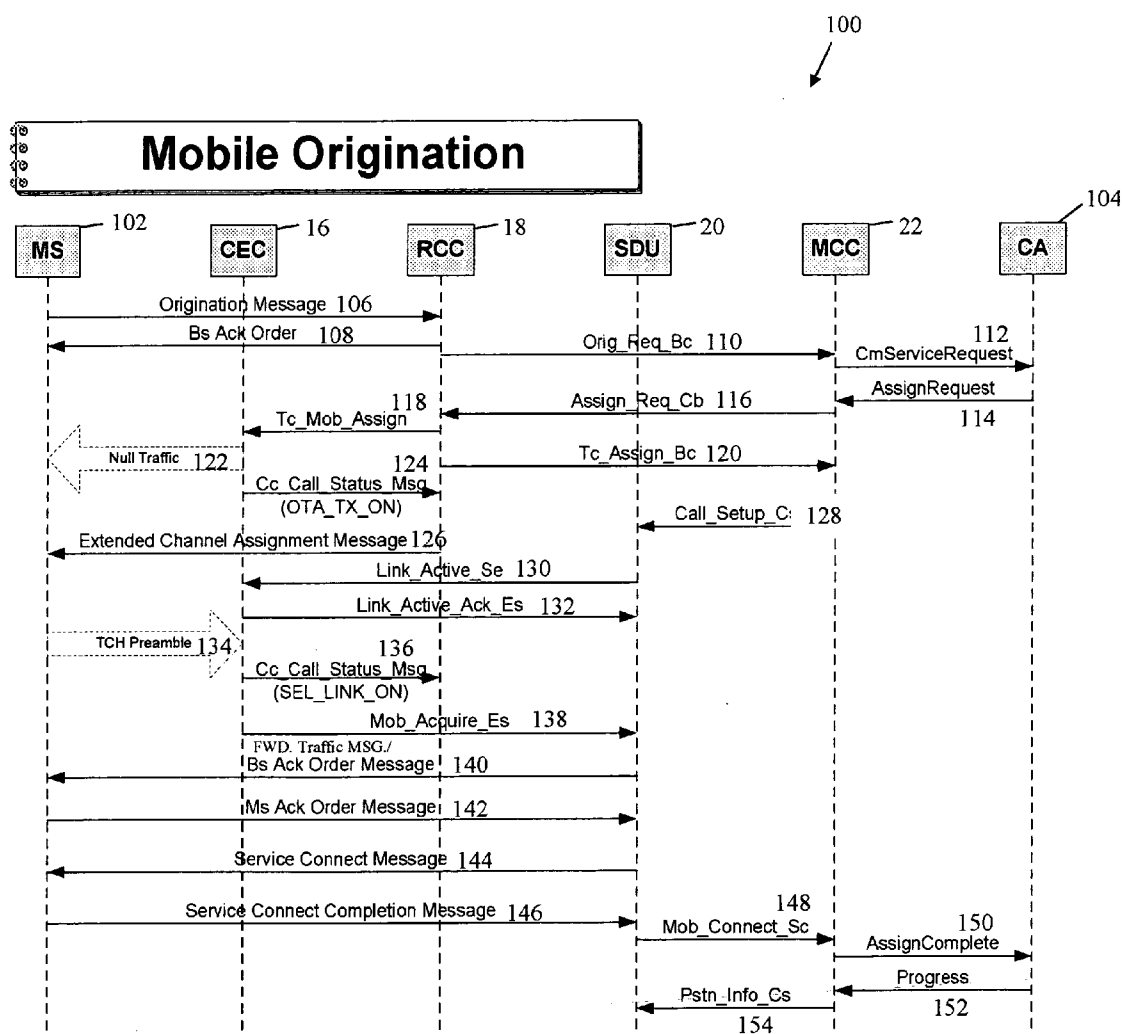 100
Mobile Origination
102 16 18 20 22 104
MS CEC RCC SDU MCC CA
Origination Message 106
Bs Ack Order 108
Orig_Req_Bc 110
112
CmServiceRequest
AssignRequest
114
Assign_Req_Cb 116
118
Tc_Mob_Assign
Null Traffic 122
Tc_Assign_Bc 120
124
Cc_Call_Status_Msg
(OTA_TX_ON)
Call_Setup_Cs 128
Extended Channel Assignment Message 126
Link_Active_Se 130
Link_Active_Ack_Es 132
TCH Preamble 134
136
Cc_Call_Status_Msg
(SEL_LINK_ON)
Mob_Acquire_Es 138
FWD. Traffic MSG./
Bs Ack Order Message 140
Ms Ack Order Message 142
Service Connect Message 144
Service Connect Completion Message 146
148
Mob_Connect_Sc
150
AssignComplete
Progress
152
Pstn_Info_Cs
154